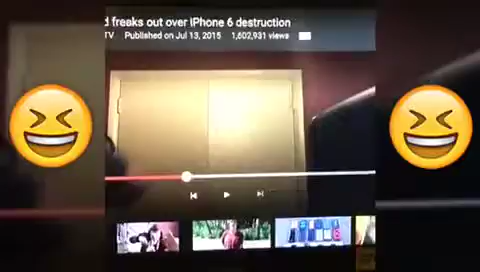 freaks out over iPhone 6 destruction
TV Published on Jul 13, 2015 1,602,931 views